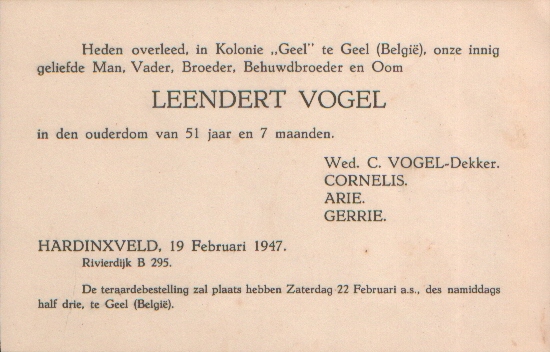 Heden overleed, in Kolonie „Geel" te Geel (België), onze innig
geliefde Man, Vader, Broeder, Behuwdbroeder en Oom
LEENDERT VOGEL
in den ouderdom van 51 jaar en 7 maanden.
Wed. C. VOGEL-Dekker.
CORNELIS.
ARIE.
GERRIE.
HARDINXVELD, 19 Februari 1947.
Rivierdijk B 295.
De teraardebestelling zal plaats hebben Zaterdag 22 Februari a.s., des namiddags
half drie, te Geel (België).